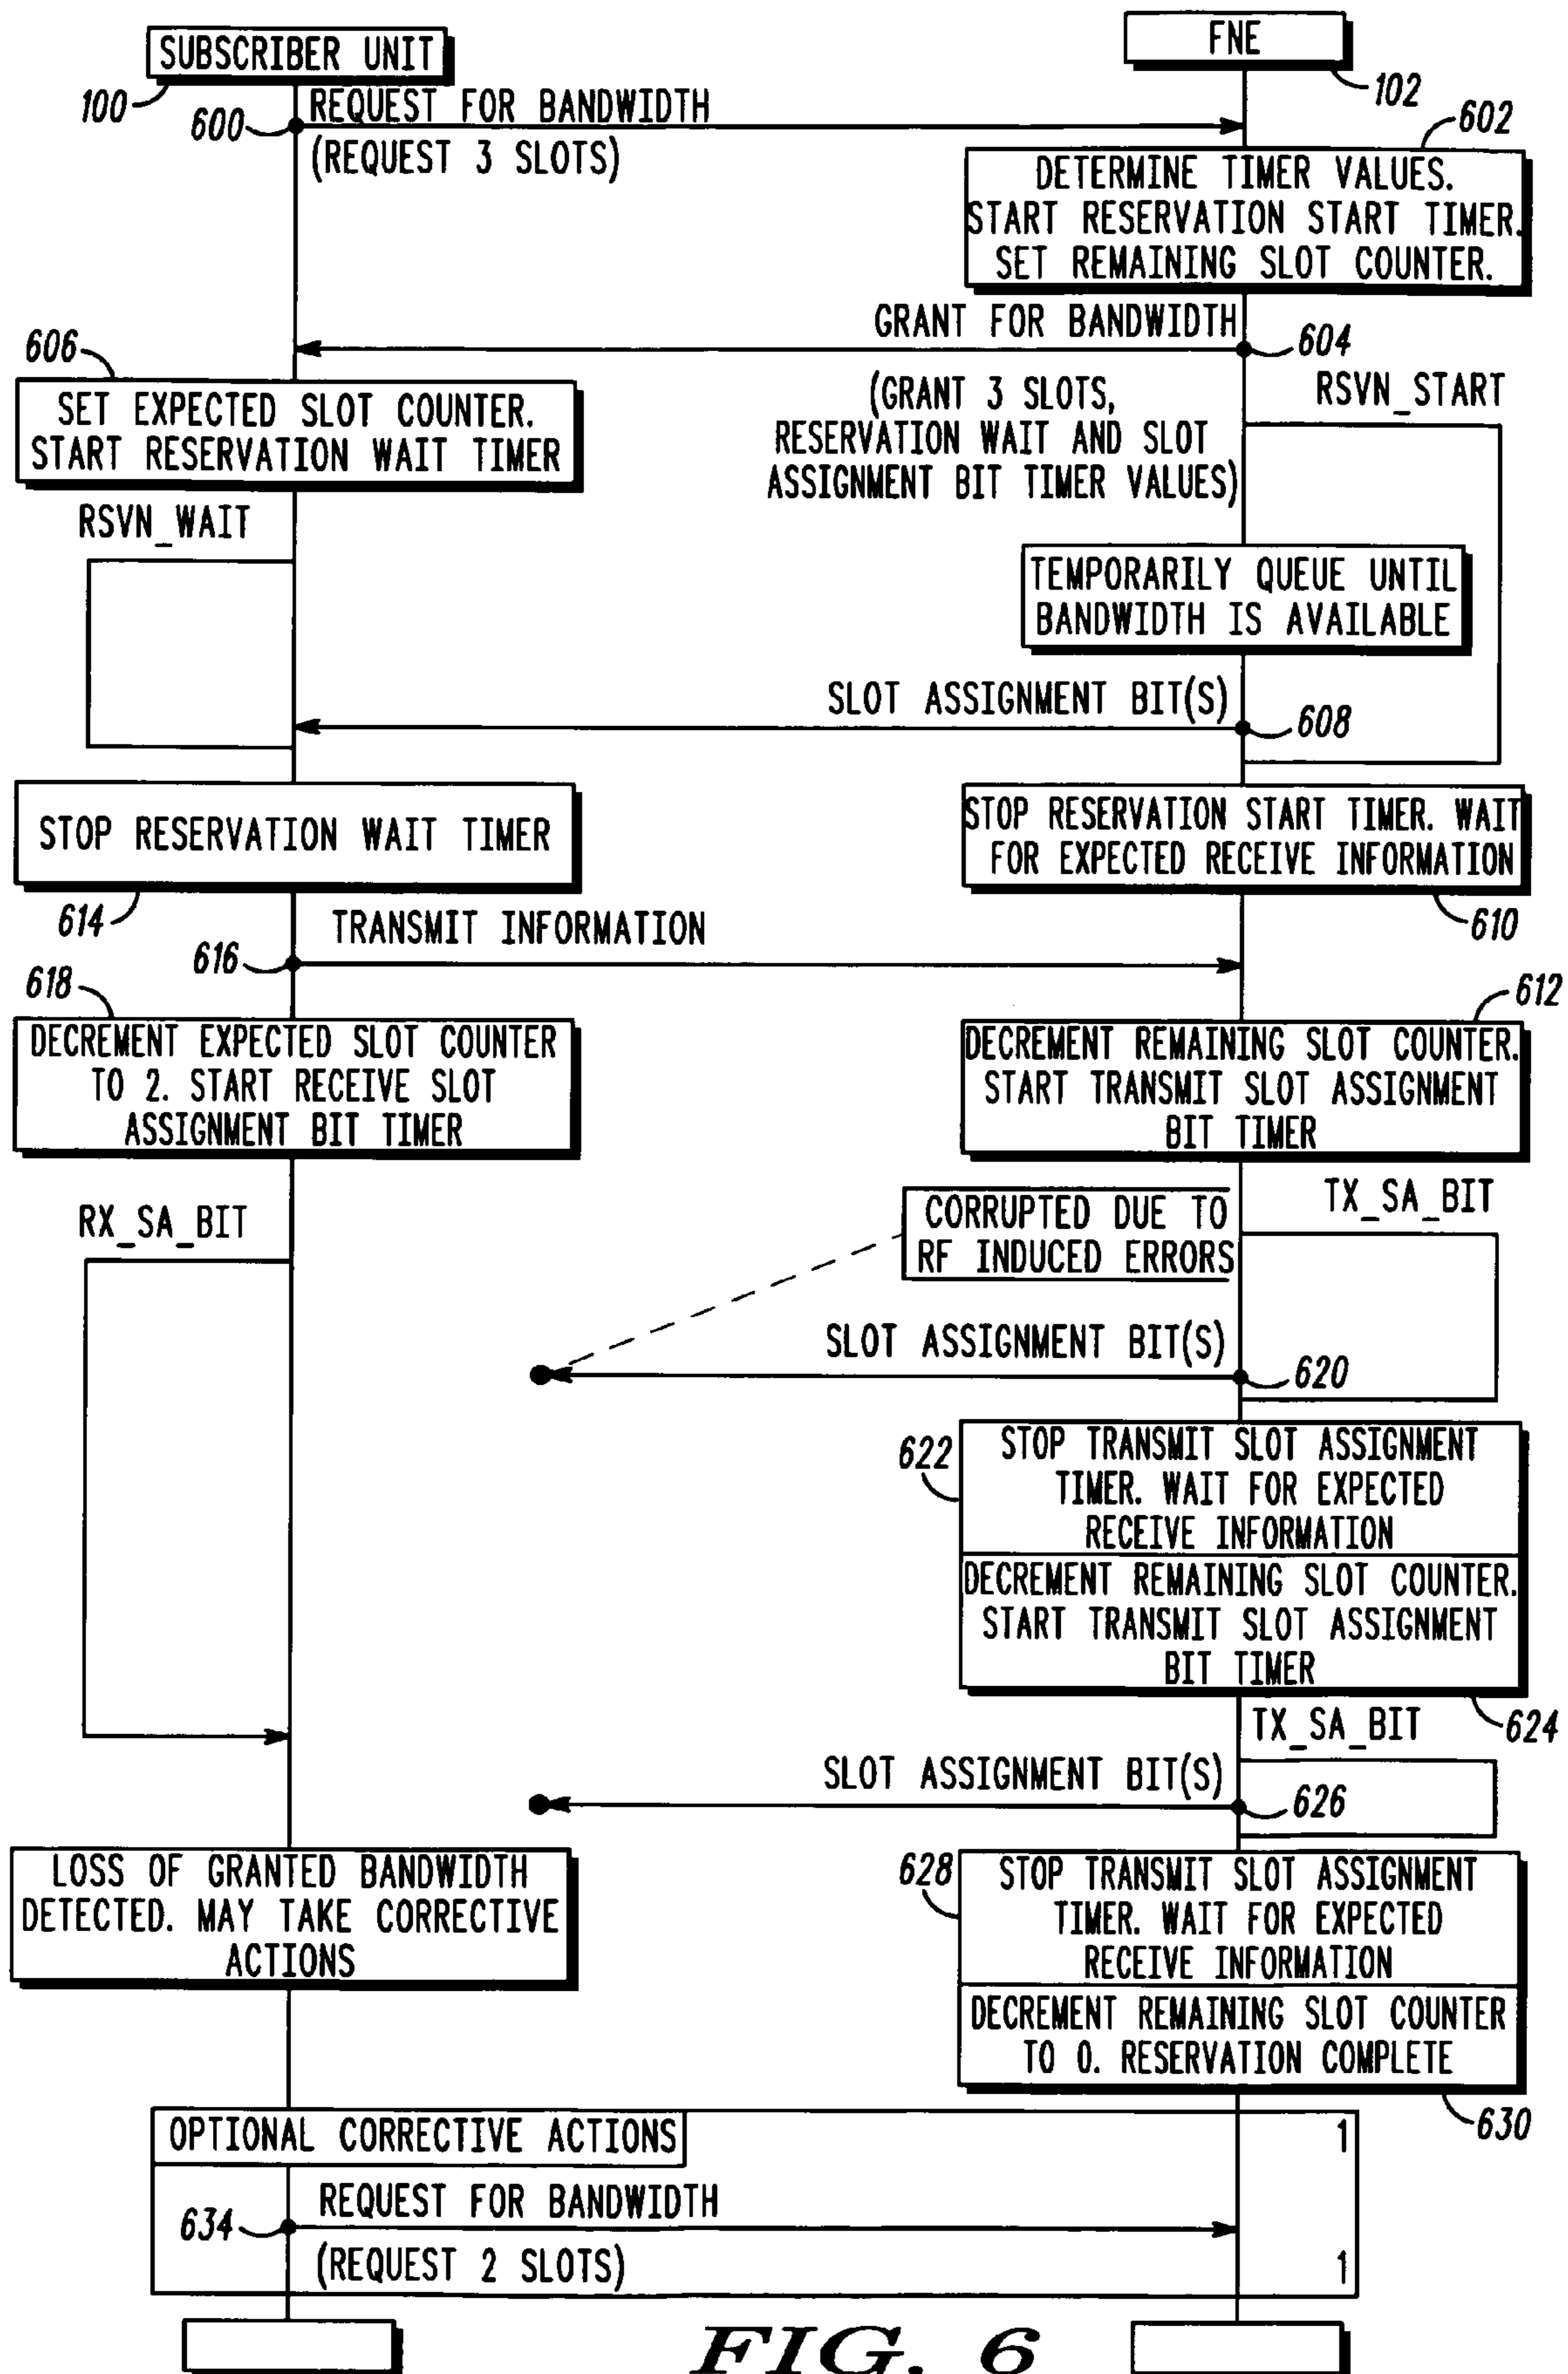 SUBSCRIBER UNIT
FNE
100
102
600
REQUEST FOR BANDWIDTH
(REQUEST 3 SLOTS)
602
DETERMINE TIMER VALUES.
START RESERVATION START TIMER.
SET REMAINING SLOT COUNTER.
GRANT FOR BANDWIDTH
604
606
SET EXPECTED SLOT COUNTER.
START RESERVATION WAIT TIMER
(GRANT 3 SLOTS,
RESERVATION WAIT AND SLOT
ASSIGNMENT BIT TIMER VALUES)
RSVN_START
RSVN_WAIT
TEMPORARILY QUEUE UNTIL
BANDWIDTH IS AVAILABLE
SLOT ASSIGNMENT BIT(S)
608
STOP RESERVATION WAIT TIMER
614
STOP RESERVATION START TIMER. WAIT
FOR EXPECTED RECEIVE INFORMATION
610
TRANSMIT INFORMATION
616
618
DECREMENT EXPECTED SLOT COUNTER
TO 2. START RECEIVE SLOT
ASSIGNMENT BIT TIMER
612
DECREMENT REMAINING SLOT COUNTER.
START TRANSMIT SLOT ASSIGNMENT
BIT TIMER
RX_SA_BIT
CORRUPTED DUE TO
RF INDUCED ERRORS
TX_SA_BIT
SLOT ASSIGNMENT BIT(S)
620
622
STOP TRANSMIT SLOT ASSIGNMENT
TIMER. WAIT FOR EXPECTED
RECEIVE INFORMATION
DECREMENT REMAINING SLOT COUNTER.
START TRANSMIT SLOT ASSIGNMENT
BIT TIMER
624
TX_SA_BIT
SLOT ASSIGNMENT BIT(S)
626
LOSS OF GRANTED BANDWIDTH
DETECTED. MAY TAKE CORRECTIVE
ACTIONS
628
STOP TRANSMIT SLOT ASSIGNMENT
TIMER. WAIT FOR EXPECTED
RECEIVE INFORMATION
DECREMENT REMAINING SLOT COUNTER
TO 0. RESERVATION COMPLETE
630
OPTIONAL CORRECTIVE ACTIONS
1
634
REQUEST FOR BANDWIDTH
(REQUEST 2 SLOTS)
1
FIG. 6